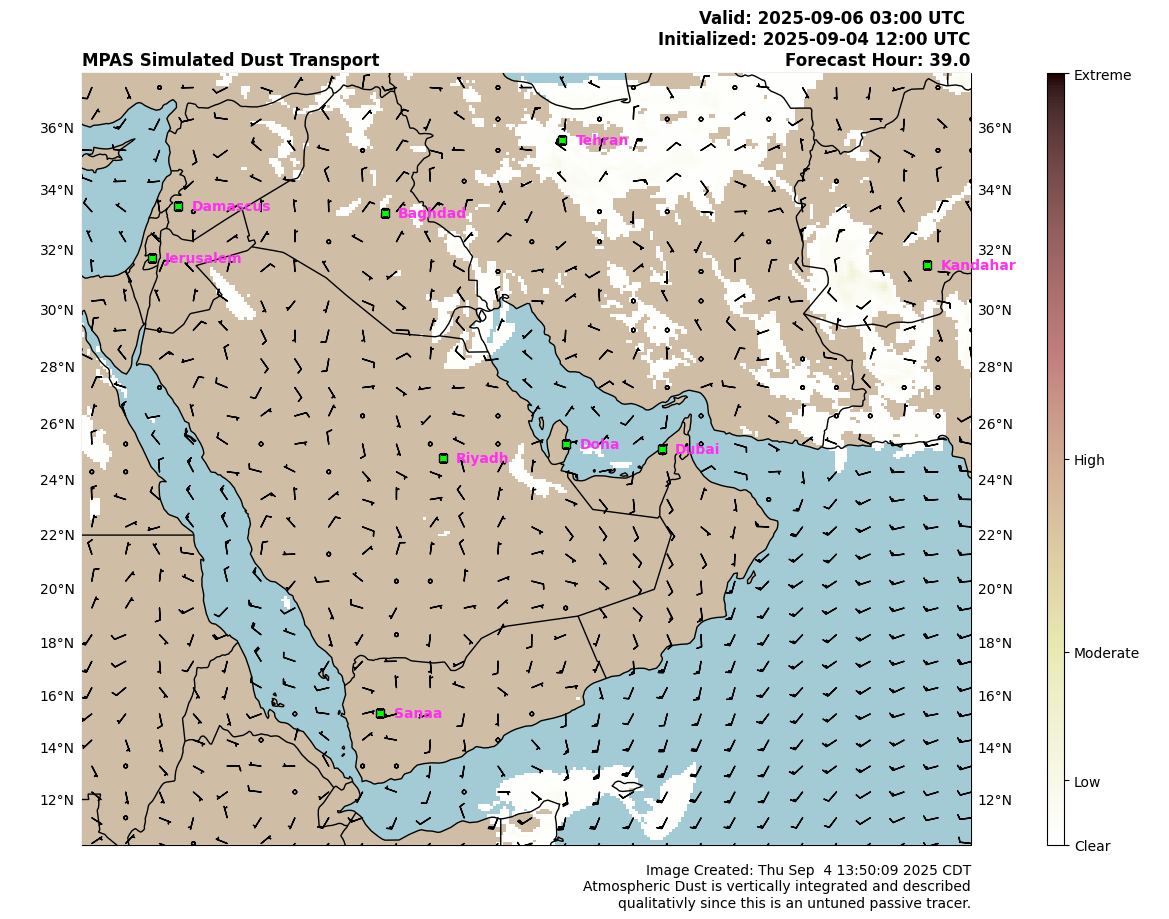 Valid: 2025-09-06 03:00 UTC
Initialized: 2025-09-04 12:00 UTC
MPAS Simulated Dust Transport
Forecast Hour: 39.0
Extreme
High
Moderate
Low
Clear
36°N
34°N
32°N
30°N
28°N
26°N
24°N
22°N
20°N
18°N
16°N
14°N
12°N
36°N
34°N
32°N
30°N
28°N
26°N
24°N
22°N
20°N
18°N
16°N
14°N
12°N
Tehran
Damascus
Baghdad
Jerusalem
Kandahar
Doha
Dubai
Riyadh
Sanaa
Image Created: Thu Sep  4 13:50:09 2025 CDT
Atmospheric Dust is vertically integrated and described
qualitativly since this is an untuned passive tracer.